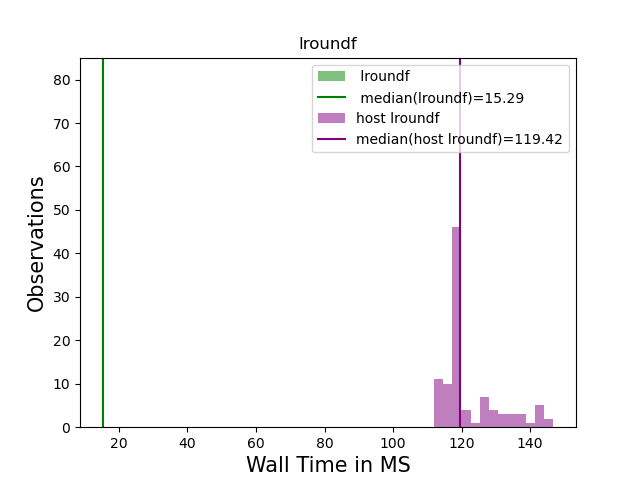 lroundf
lroundf
median(lroundf)=15.29
host lroundf
median(host lroundf)=119.42
Observations
80
70
60
50
40
30
20
10
0
20 40 60 80 100 120 140
Wall Time in MS